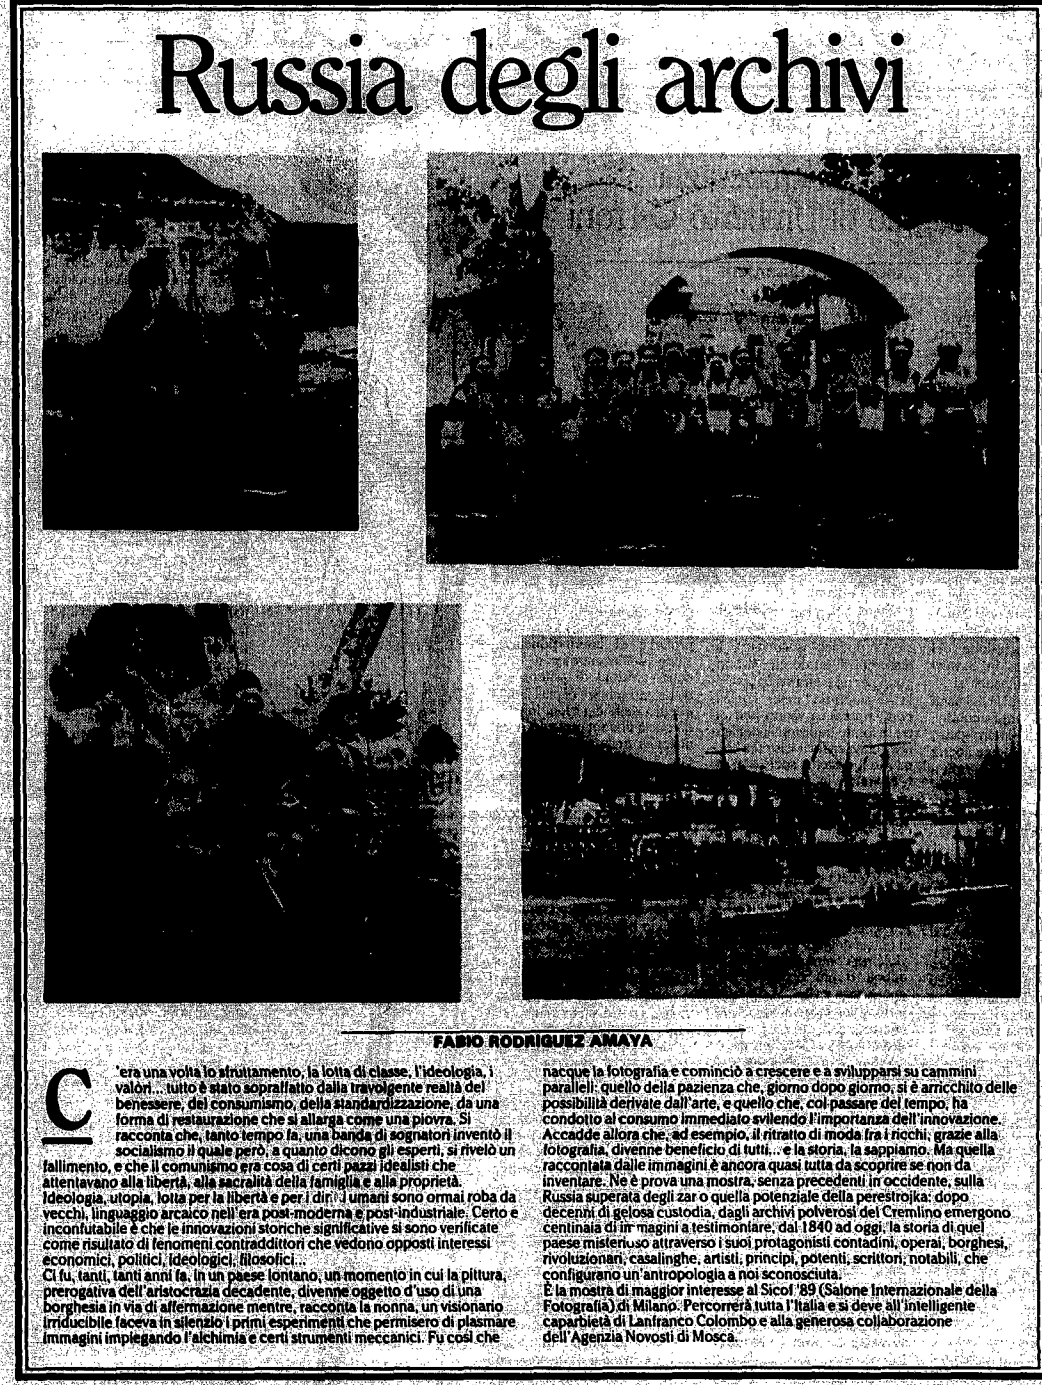 Russia degli archivi
FABIO RODRIGUEZ AMAYA
C'era una volta lo sfruttamento, la lotta di classe, l'ideologia, i
valori... tutto è stato sopraffatto dalla travolgente realtà del
benessere, del consumismo, della standardizzazione, da una
forma di restaurazione che si allarga come una piovra. Si
racconta che, tanto tempo fa, una banda di sognatori inventò il
socialismo il quale però, a quanto dicono gli esperti, si rivelò un
fallimento, e che il comunismo era cosa di certi pazzi idealisti che
attentavano alla libertà, alla sacralità della famiglia e alla proprietà.
Ideologia, utopia, lotta per la libertà e per i diritti umani sono ormai roba da
vecchi, linguaggio arcaico nell'era post-moderna e post-industriale. Certo e
inconfutabile è che le innovazioni storiche significative si sono verificate
come risultato di fenomeni contraddittori che vedono opposti interessi
economici, politici, ideologici, filosofici...
Ci fu, tanti, tanti anni fa, in un paese lontano, un momento in cui la pittura,
prerogativa dell'aristocrazia decadente, divenne oggetto d'uso di una
borghesia in via di affermazione mentre, racconta la nonna, un visionario
irriducibile faceva in silenzio i primi esperimenti che permisero di plasmare
immagini impiegando l'alchimia e certi strumenti meccanici. Fu così che
nacque la fotografia e cominciò a crescere e a svilupparsi su cammini
paralleli: quello della pazienza che, giorno dopo giorno, si è arricchito delle
possibilità derivate dall'arte, e quello che, col passare del tempo, ha
condotto al consumo immediato svilendo l'importanza dell'innovazione.
Accadde allora che, ad esempio, il ritratto di moda fra i ricchi, grazie alla
fotografia, divenne beneficio di tutti... e la storia, la sappiamo. Ma quella
raccontata dalle immagini è ancora quasi tutta da scoprire se non da
inventare. Ne è prova una mostra, senza precedenti in occidente, sulla
Russia superata degli zar o quella potenziale della perestrojka: dopo
decenni di gelosa custodia, dagli archivi polverosi del Cremlino emergono
centinaia di immagini a testimoniare, dal 1840 ad oggi, la storia di quel
paese misterioso attraverso i suoi protagonisti contadini, operai, borghesi,
rivoluzionari, casalinghe, artisti, principi, potenti, scrittori, notabili, che
configurano un'antropologia a noi sconosciuta.
È la mostra di maggior interesse al Sicof '89 (Salone Internazionale della
Fotografia) di Milano. Percorrerà tutta l'Italia e si deve all'intelligente
caparbietà di Lanfranco Colombo e alla generosa collaborazione
dell'Agenzia Novosti di Mosca.